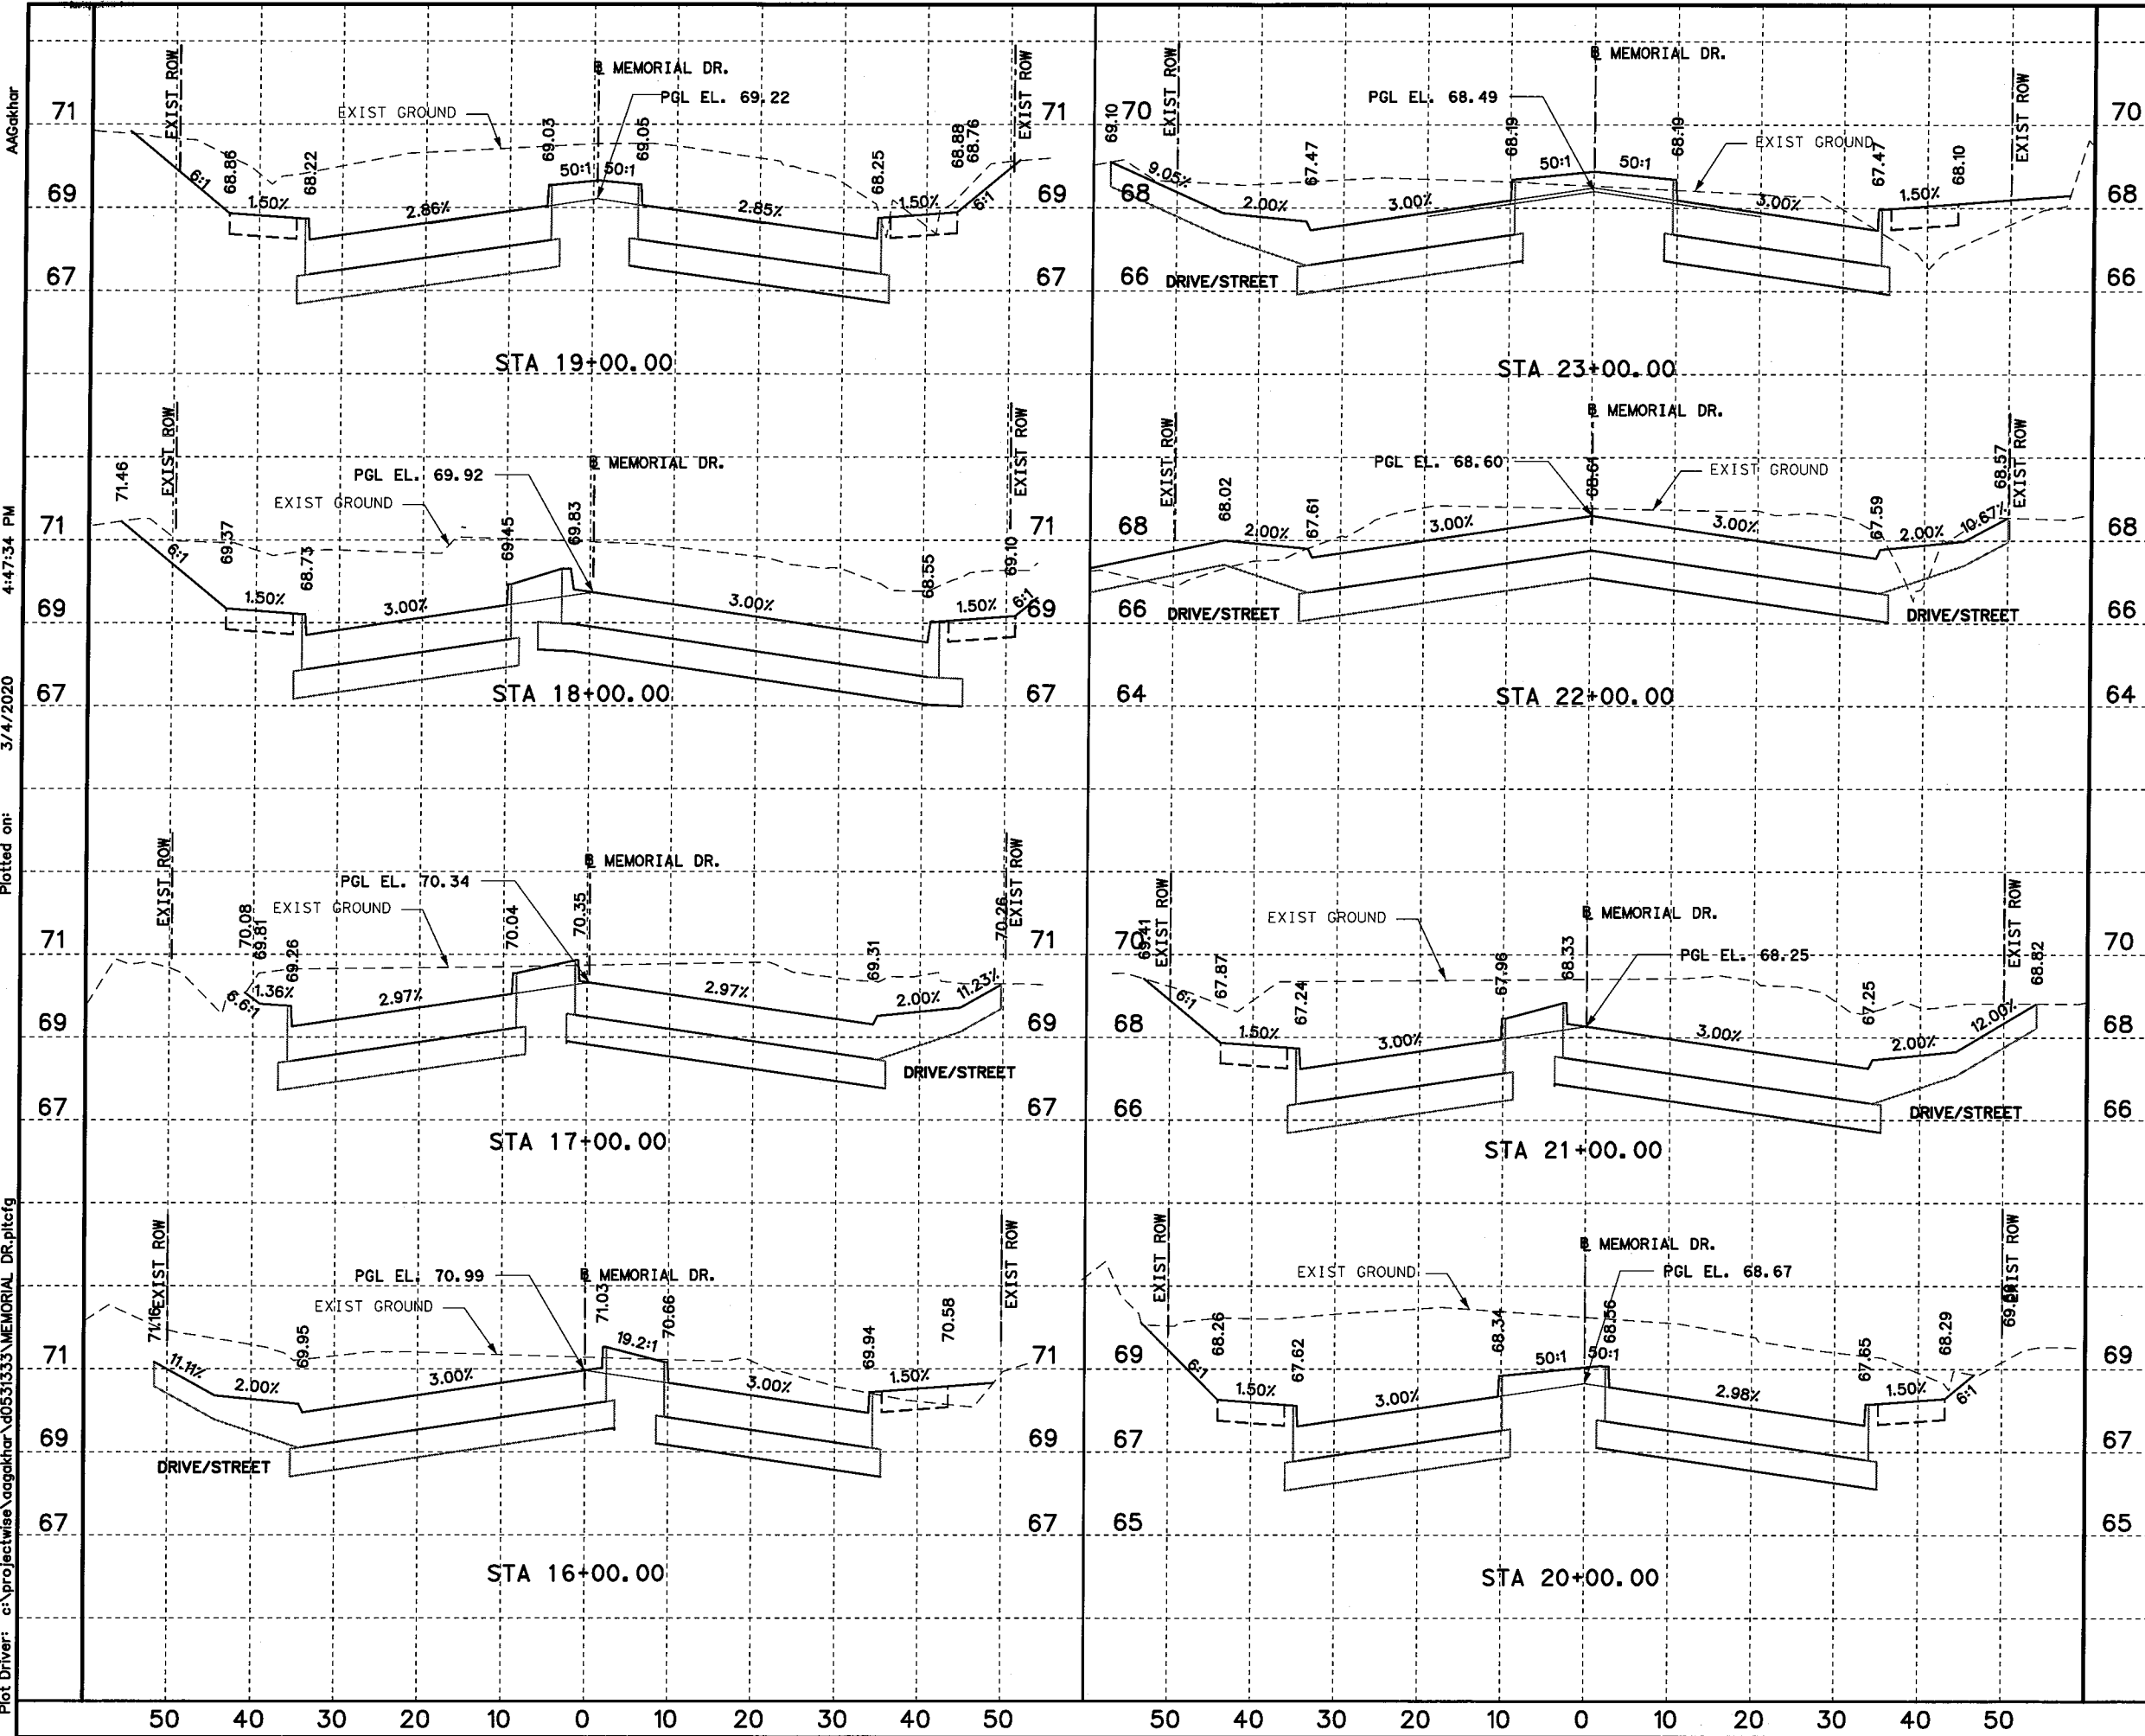 AAGakhar
4:47:34 PM
3/4/2020
Plotted on:
Plot Driver: c:\projectwise\aagakhar\d0531333\MEMORIAL DR.pltcfg
EXIST ROW
MEMORIAL DR.
PGL EL. 69.22
EXIST GROUND
EXIST ROW
71
69
67
71
69
67
6:1
68.86
1.50%
68.22
2.86%
69.03
50:1
50:1
69.05
2.85%
68.25
1.50%
68.88
68.76
6:1
STA 19+00.00
EXIST ROW
MEMORIAL DR.
PGL EL. 68.49
EXIST GROUND
EXIST ROW
70
68
66
70
68
66
69.10
9.05%
2.00%
67.47
3.00%
68.19
50:1
50:1
68.19
3.00%
67.47
1.50%
68.10
DRIVE/STREET
STA 23+00.00
EXIST ROW
MEMORIAL DR.
PGL EL. 69.92
EXIST GROUND
EXIST ROW
71
69
67
71
69
67
71.46
6:1
69.37
1.50%
68.73
3.00%
69.45
69.83
3.00%
68.55
1.50%
69.10
6:1
STA 18+00.00
EXIST ROW
MEMORIAL DR.
PGL EL. 68.60
EXIST GROUND
EXIST ROW
68
66
64
68
66
64
68.02
2.00%
67.61
3.00%
68.61
3.00%
67.59
2.00%
10.67%
68.57
DRIVE/STREET
DRIVE/STREET
STA 22+00.00
EXIST ROW
MEMORIAL DR.
PGL EL. 70.34
EXIST GROUND
EXIST ROW
71
69
67
71
69
67
70.08
69.81
69.26
6.6:1
1.36%
2.97%
70.04
70.35
2.97%
69.31
2.00%
11.23%
70.26
DRIVE/STREET
STA 17+00.00
EXIST ROW
MEMORIAL DR.
PGL EL. 68.25
EXIST GROUND
EXIST ROW
70
68
66
70
68
66
69.41
6:1
67.87
1.50%
67.24
3.00%
67.96
68.33
3.00%
67.25
2.00%
12.00%
68.82
DRIVE/STREET
STA 21+00.00
EXIST ROW
MEMORIAL DR.
PGL EL. 70.99
EXIST GROUND
EXIST ROW
71
69
67
71
69
67
71.16
11.11%
2.00%
69.95
3.00%
71.03
19.2:1
70.66
3.00%
69.94
1.50%
70.58
DRIVE/STREET
STA 16+00.00
EXIST ROW
MEMORIAL DR.
PGL EL. 68.67
EXIST GROUND
EXIST ROW
69
67
65
69
67
65
6:1
68.26
1.50%
67.62
3.00%
68.34
50:1
50:1
68.56
2.98%
67.65
1.50%
68.29
6:1
STA 20+00.00
50 40 30 20 10 0 10 20 30 40 50
50 40 30 20 10 0 10 20 30 40 50